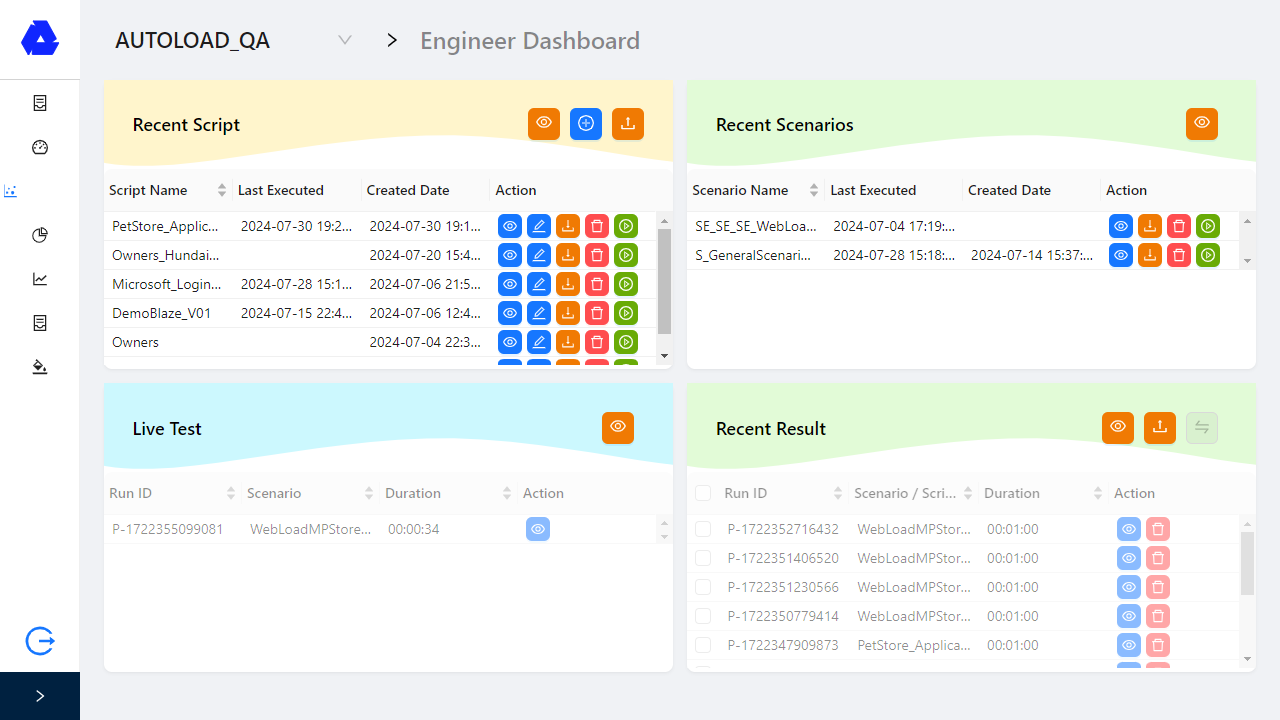 AUTOLOAD_QA
Engineer Dashboard
Recent Script
Script Name Last Executed Created Date Action
PetStore_Applic... 2024-07-30 19:2... 2024-07-30 19:1...
Owners_Hundai... 2024-07-20 15:4...
Microsoft_Login... 2024-07-28 15:1... 2024-07-06 21:5...
DemoBlaze_V01 2024-07-15 22:4... 2024-07-06 12:4...
Owners 2024-07-04 22:3...
Recent Scenarios
Scenario Name Last Executed Created Date Action
SE_SE_SE_WebLoa... 2024-07-04 17:19:...
S_GeneralScenari... 2024-07-28 15:18:... 2024-07-14 15:37:...
Live Test
Run ID Scenario Duration Action
P-1722355099081 WebLoadMPStore... 00:00:34
Recent Result
Run ID Scenario / Scri... Duration Action
P-1722352716432 WebLoadMPStor... 00:01:00
P-1722351406520 WebLoadMPStor... 00:01:00
P-1722351230566 WebLoadMPStor... 00:01:00
P-1722350779414 WebLoadMPStor... 00:01:00
P-1722347909873 PetStore_Applica... 00:01:00